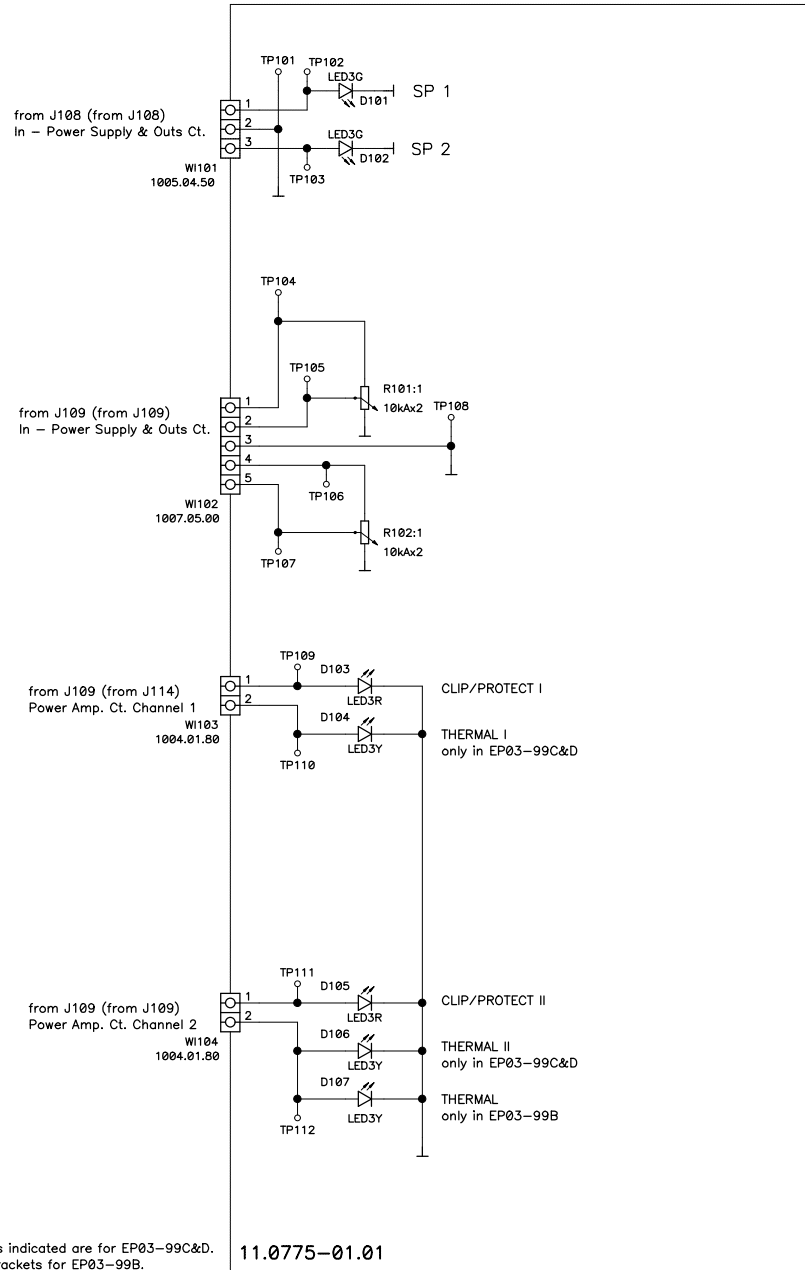 TP101 TP102
LED3G
D101
SP 1
from J108 (from J108)
In – Power Supply & Outs Ct.
1
2
3
LED3G
D102
SP 2
WI101
1005.04.50
TP103
TP104
TP105
R101:1
10kAx2
TP108
from J109 (from J109)
In – Power Supply & Outs Ct.
1
2
3
4
5
TP106
WI102
1007.05.00
R102:1
10kAx2
TP107
TP109
D103
LED3R
CLIP/PROTECT I
from J109 (from J114)
Power Amp. Ct. Channel 1
1
2
WI103
1004.01.80
D104
LED3Y
THERMAL I
only in EP03–99C&D
TP110
TP111
D105
LED3R
CLIP/PROTECT II
from J109 (from J109)
Power Amp. Ct. Channel 2
1
2
WI104
1004.01.80
D106
LED3Y
THERMAL II
only in EP03–99C&D
D107
LED3Y
THERMAL
only in EP03–99B
TP112
s indicated are for EP03–99C&D.
rackets for EP03–99B.
11.0775–01.01